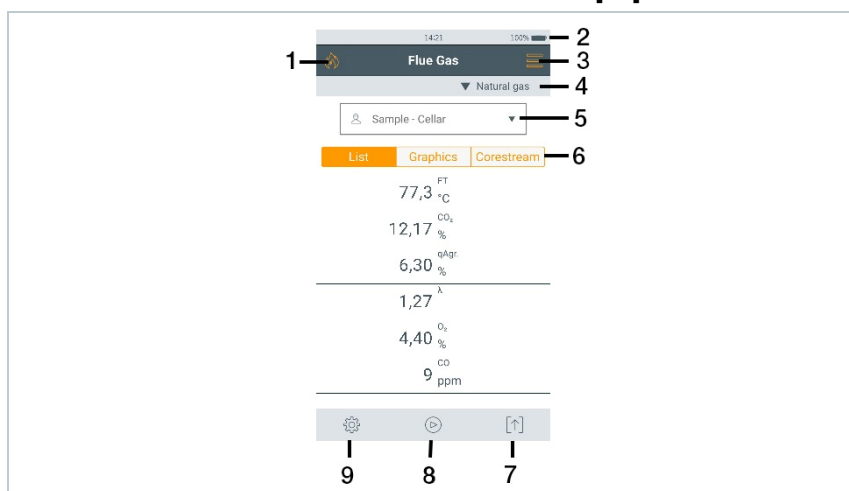 14:21 100% 2
1 Flue Gas 3
Natural gas 4
Sample - Cellar 5
List Graphics Corestream 6
77,3 FT °C
12,17 CO₂ %
6,30 qAgr. %
1,27 λ
4,40 O₂ %
9 CO ppm
9 8 7